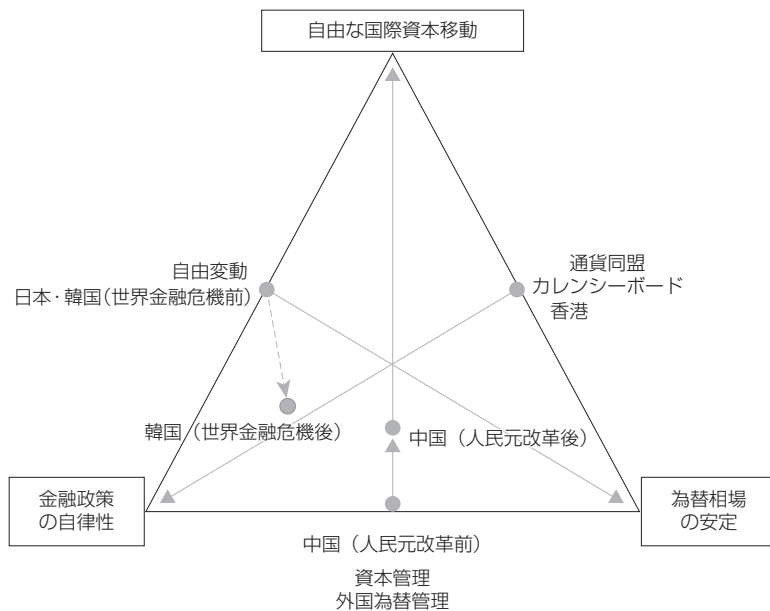 自由な国際資本移動
自由変動
日本・韓国(世界金融危機前)
通貨同盟
カレンシーボード
香港
韓国（世界金融危機後）
中国（人民元改革後）
金融政策
の自律性
為替相場
の安定
中国（人民元改革前）
資本管理
外国為替管理